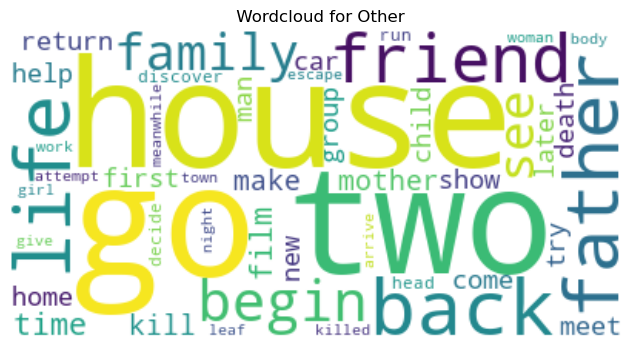 Wordcloud for Other
return family car run friend woman body
help discover escape
life work house man meanwhile group child see later death father
girl attempt first town make mother show
give go decide night film new two arrive try
home begin back head come
time kill leaf killed meet